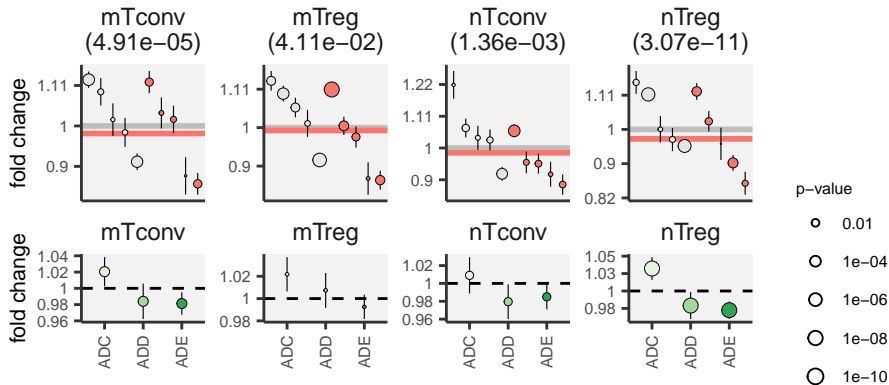 mTconv
(4.91e−05)
mTreg
(4.11e−02)
nTconv
(1.36e−03)
nTreg
(3.07e−11)
fold change
1.11
1
0.9
1.11
1
0.9
1.22
1.11
1
0.9
1.11
1
0.9
0.82
mTconv
mTreg
nTconv
nTreg
fold change
1.04
1.02
1
0.98
0.96
1.02
1
0.98
1.02
1
0.98
0.96
1.05
1.03
1
0.98
ADC
ADD
ADE
ADC
ADD
ADE
ADC
ADD
ADE
ADC
ADD
ADE
p−value
0.01
1e−04
1e−06
1e−08
1e−10